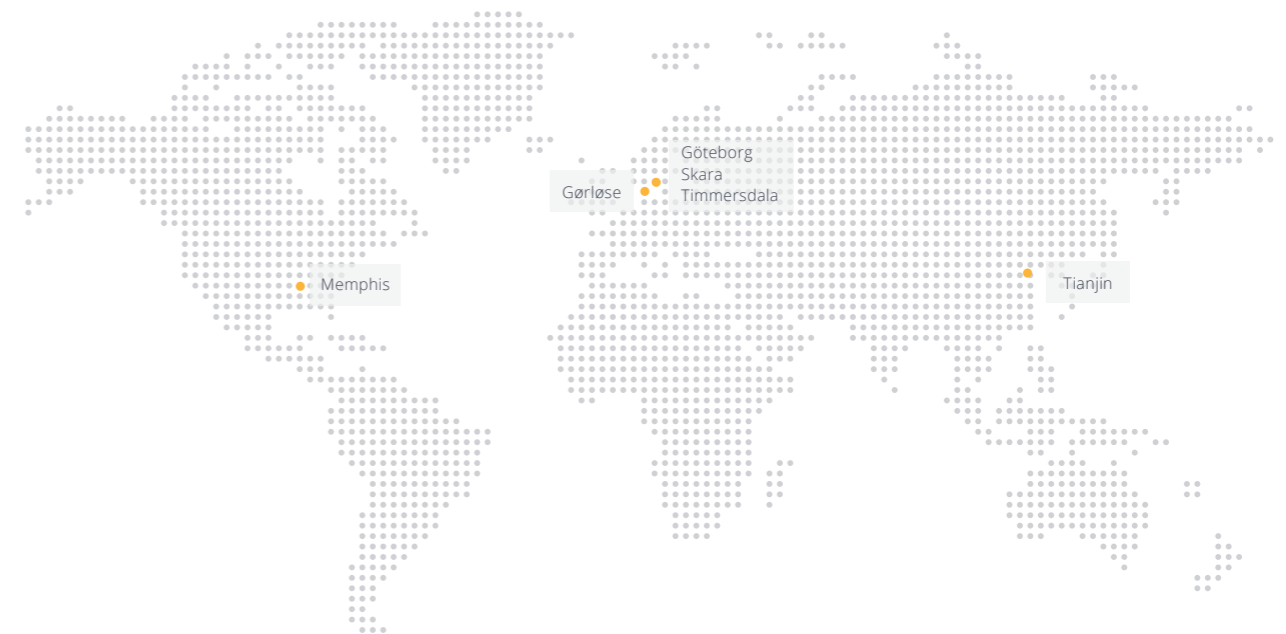 Göteborg
Skara
Timmersdala
Gørløse
Memphis
Tianjin